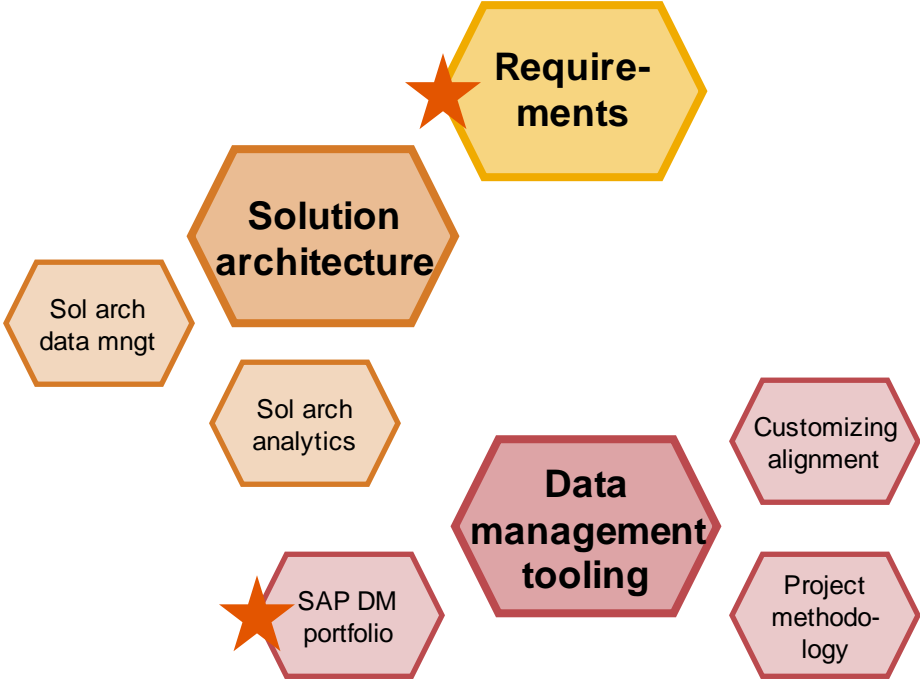 Require-
ments
Solution
architecture
Sol arch
data mngt
Sol arch
analytics
Customizing
alignment
Data
management
tooling
SAP DM
portfolio
Project
methodo-
logy